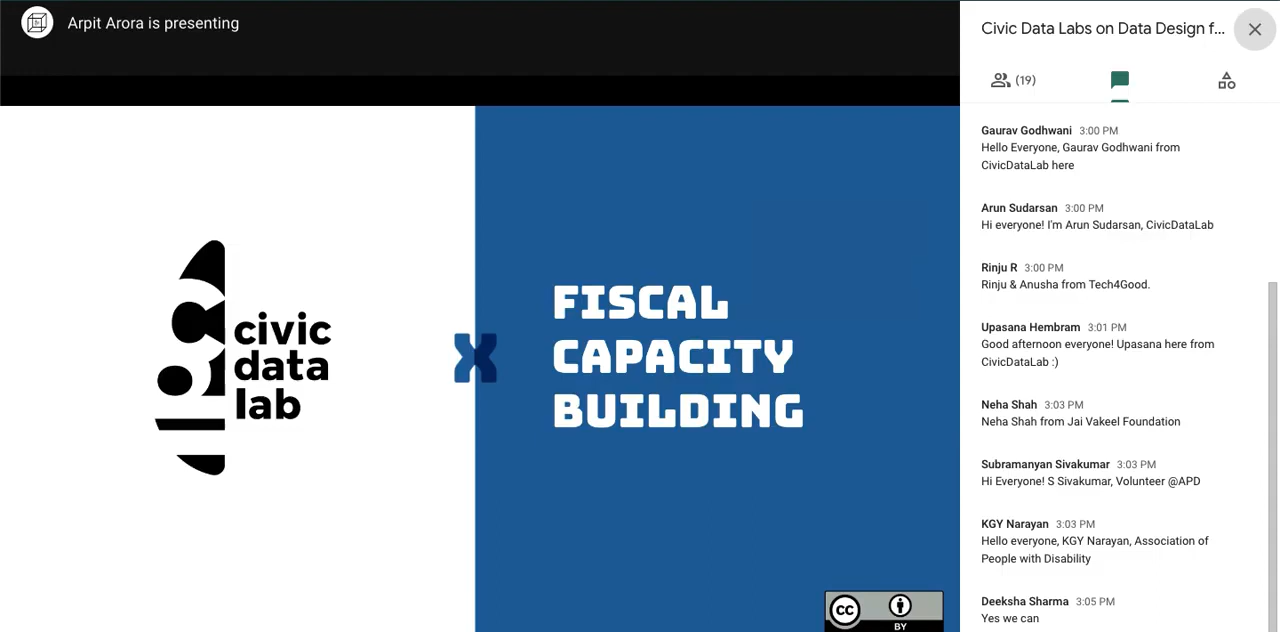 Arpit Arora is presenting
civic
data
lab
X
FISCAL
CAPACITY
BUILDING
CC
BY
Civic Data Labs on Data Design f...
(19)
Gaurav Godhwani 3:00 PM
Hello Everyone, Gaurav Godhwani from
CivicDataLab here
Arun Sudarsan 3:00 PM
Hi everyone! I'm Arun Sudarsan, CivicDataLab
Rinju R 3:00 PM
Rinju & Anusha from Tech4Good.
Upasana Hembram 3:01 PM
Good afternoon everyone! Upasana here from
CivicDataLab :)
Neha Shah 3:03 PM
Neha Shah from Jai Vakeel Foundation
Subramanyan Sivakumar 3:03 PM
Hi Everyone! S Sivakumar, Volunteer @APD
KGY Narayan 3:03 PM
Hello everyone, KGY Narayan, Association of
People with Disability
Deeksha Sharma 3:05 PM
Yes we can